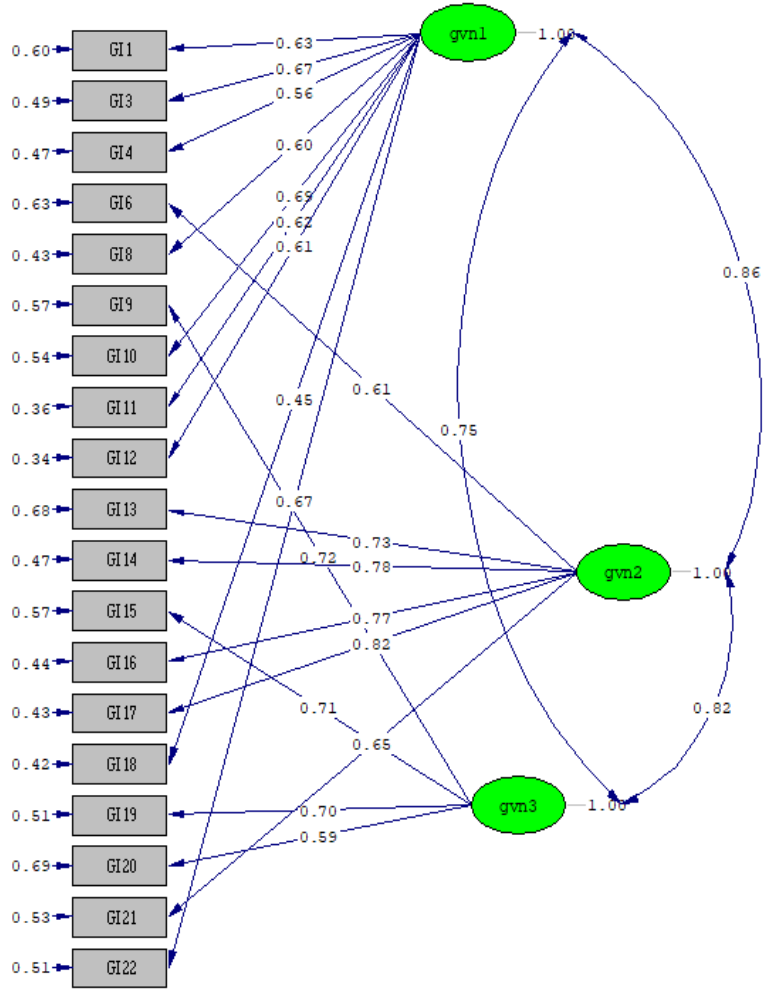 gvn1 1.00
0.60 GI1 0.63
0.67
0.49 GI3 0.56
0.47 GI4 0.60
0.63 GI6 0.69
0.62
0.43 GI8 0.61
0.86
0.57 GI9
0.54 GI10
0.61
0.36 GI11 0.45
0.75
0.34 GI12
0.67
0.68 GI13
0.73
0.47 GI14 0.72 0.78 gvn2 1.00
0.57 GI15 0.77
0.82
0.44 GI16
0.43 GI17 0.71 0.82
0.65
0.42 GI18
0.51 GI19 0.70 gvn3 1.00
0.59
0.69 GI20
0.53 GI21
0.51 GI22